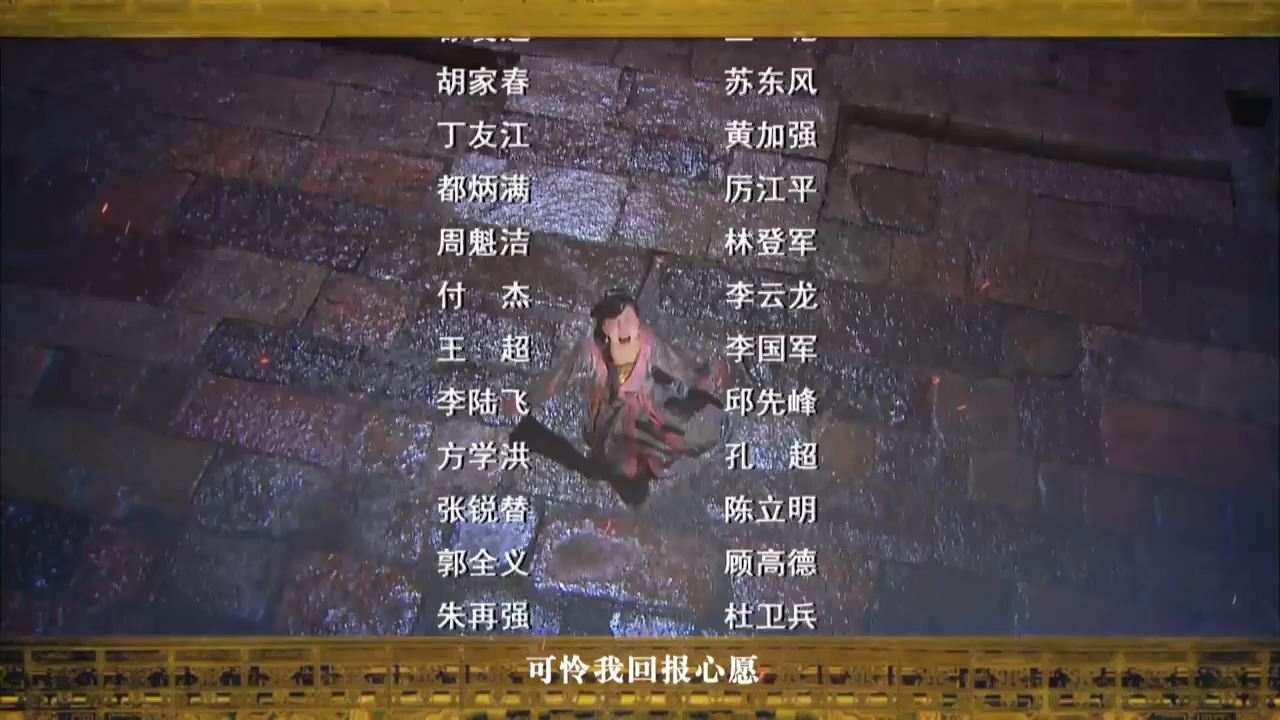 胡家春 苏东风
丁友江 黄加强
都炳满 厉江平
周魁洁 林登军
付 杰 李云龙
王 超 李国军
李陆飞 邱先峰
方学洪 孔 超
张锐替 陈立明
郭全义 顾高德
朱再强 杜卫兵
可怜我回报心愿